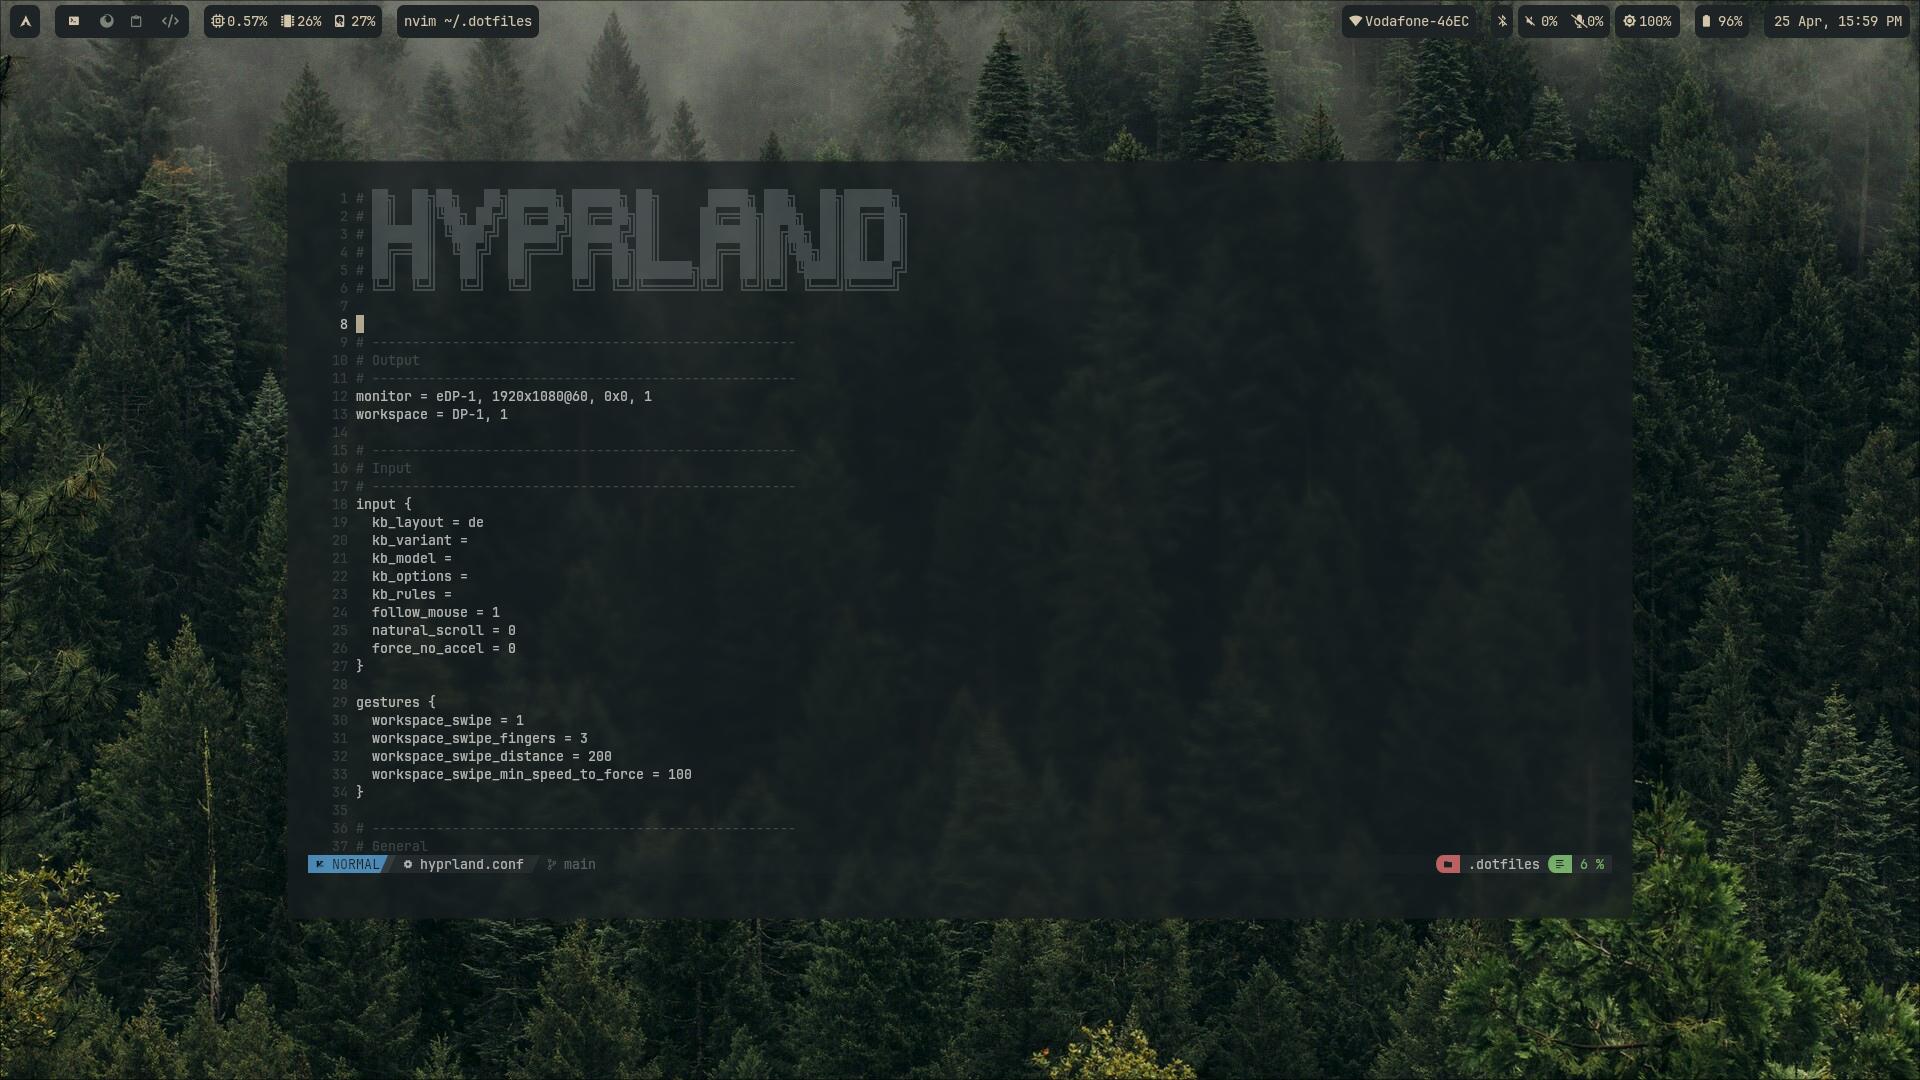 0.57% 26% 27% nvim ~/.dotfiles Vodafone-46EC 0% 0% 100% 96% 25 Apr, 15:59 PM
1 #
2 #
3 # HYPRLAND
4 #
5 #
6 #
7
8
9 # -----------------------------------------------------
10 # Output
11 # -----------------------------------------------------
12 monitor = eDP-1, 1920x1080@60, 0x0, 1
13 workspace = DP-1, 1
14
15 # -----------------------------------------------------
16 # Input
17 # -----------------------------------------------------
18 input {
19   kb_layout = de
20   kb_variant =
21   kb_model =
22   kb_options =
23   kb_rules =
24   follow_mouse = 1
25   natural_scroll = 0
26   force_no_accel = 0
27 }
28
29 gestures {
30   workspace_swipe = 1
31   workspace_swipe_fingers = 3
32   workspace_swipe_distance = 200
33   workspace_swipe_min_speed_to_force = 100
34 }
35
36 # -----------------------------------------------------
37 # General
NORMAL hyprland.conf main .dotfiles 6 %